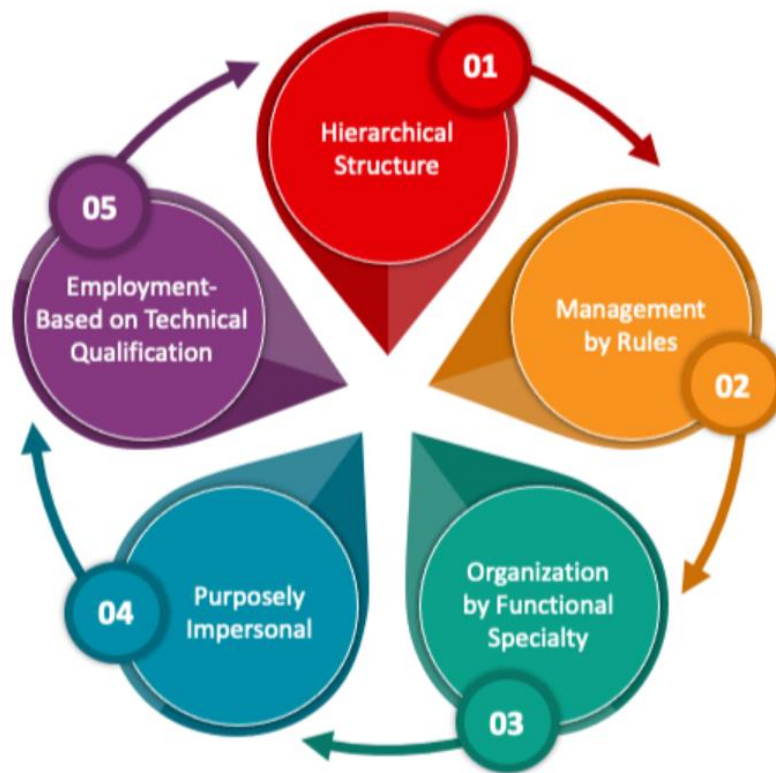 01
Hierarchical
Structure
02
Management
by Rules
03
Organization
by Functional
Specialty
04
Purposely
Impersonal
05
Employment-
Based on Technical
Qualification